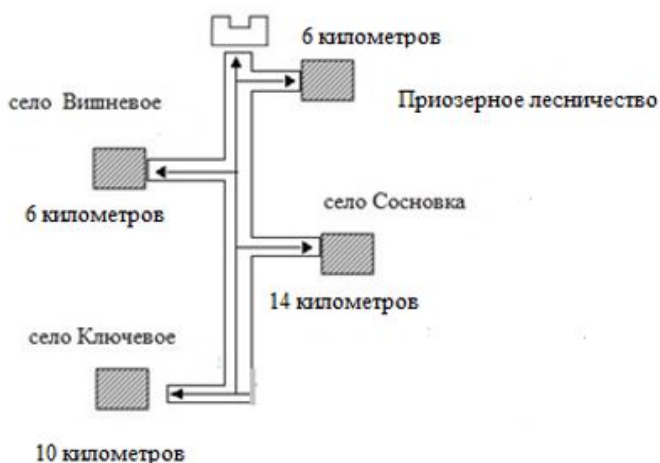 6 километров
село Вишневое
Приозерное лесничество
6 километров
село Сосновка
14 километров
село Ключевое
10 километров